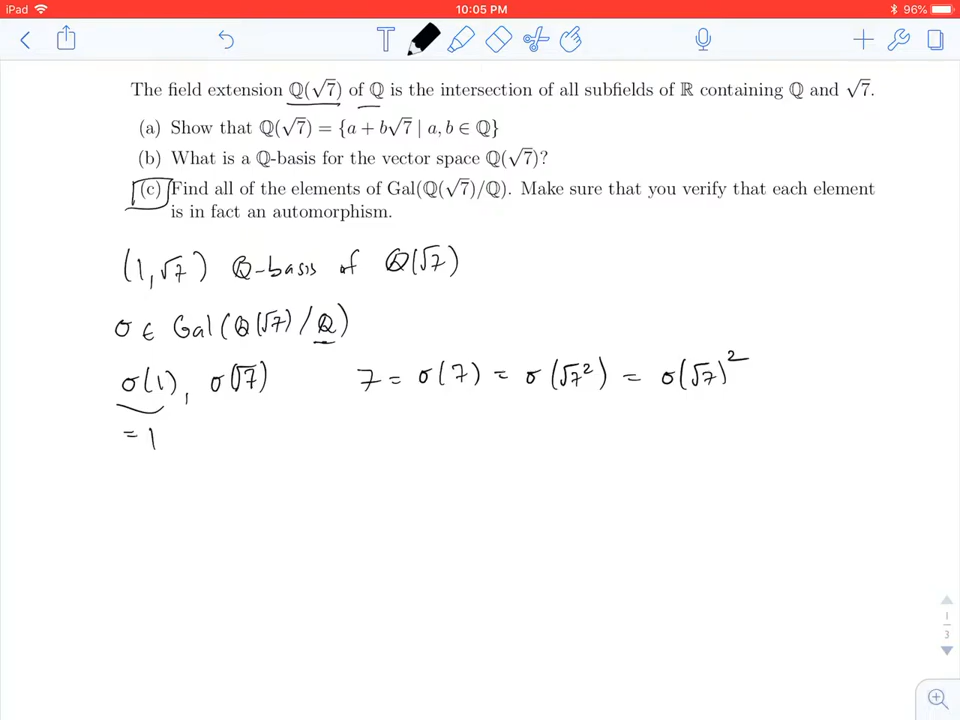 iPad 10:05 PM 96%
The field extension ℚ(√7) of ℚ is the intersection of all subfields of ℝ containing ℚ and √7.
(a) Show that ℚ(√7) = {a + b√7 | a, b ∈ ℚ}
(b) What is a ℚ-basis for the vector space ℚ(√7)?
(c) Find all of the elements of Gal(ℚ(√7)/ℚ). Make sure that you verify that each element
is in fact an automorphism.
(1, √7) ℚ-basis of ℚ(√7)
σ ∈ Gal(ℚ(√7)/ℚ)
σ(1), σ(√7) 7 = σ(7) = σ(√7²) = σ(√7)²
= 1
1
3